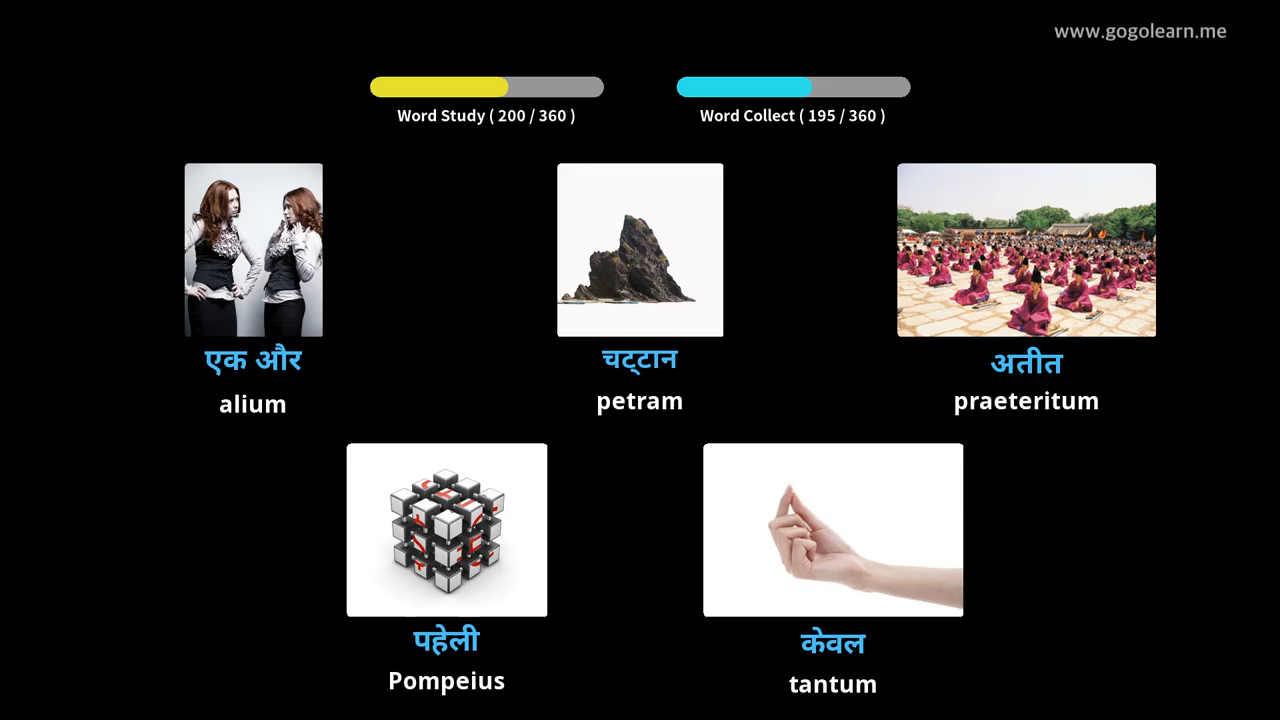 www.gogolearn.me
Word Study ( 200 / 360 )
Word Collect ( 195 / 360 )
एक और
alium
चट्टान
petram
अतीत
praeteritum
पहेली
Pompeius
केवल
tantum